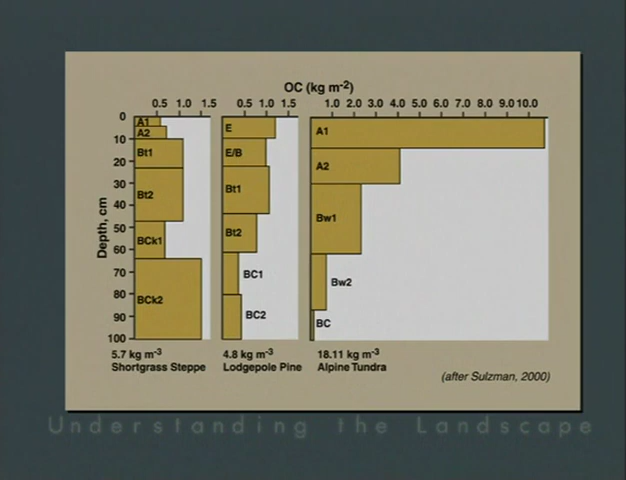 OC (kg m-2)
0.5 1.0 1.5 0.5 1.0 1.5 1.0 2.0 3.0 4.0 5.0 6.0 7.0 8.0 9.0 10.0
Depth, cm
0
10
20
30
40
50
60
70
80
90
100
A1
A2
Bt1
Bt2
BCk1
BCk2
E
E/B
Bt1
Bt2
BC1
BC2
A1
A2
Bw1
Bw2
BC
5.7 kg m-3
Shortgrass Steppe
4.8 kg m-3
Lodgepole Pine
18.11 kg m-3
Alpine Tundra
(after Sulzman, 2000)
Understanding the Landscape